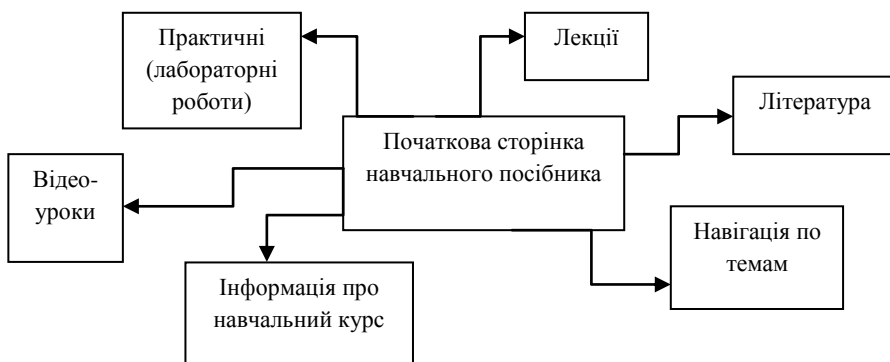 Практичні
(лабораторні
роботи)
Лекції
Література
Початкова сторінка
навчального посібника
Відео-
уроки
Навігація по
темам
Інформація про
навчальний курс